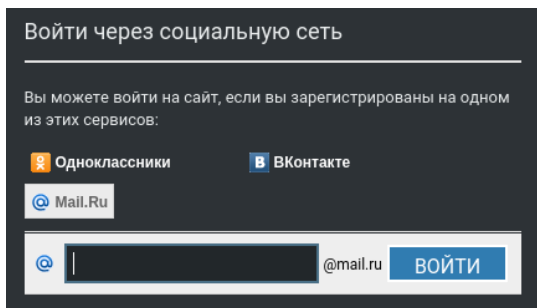 Войти через социальную сеть
Вы можете войти на сайт, если вы зарегистрированы на одном
из этих сервисов:
Одноклассники ВКонтакте
@ Mail.Ru
@ @mail.ru ВОЙТИ